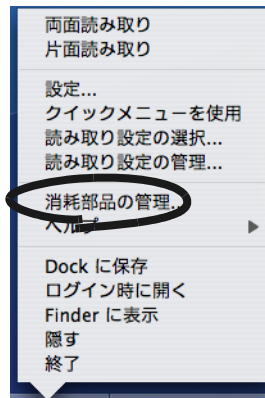 両面読み取り
片面読み取り
設定...
クイックメニューを使用
読み取り設定の選択...
読み取り設定の管理...
消耗部品の管理...
ヘルプ
Dock に保存
ログイン時に開く
Finder に表示
隠す
終了